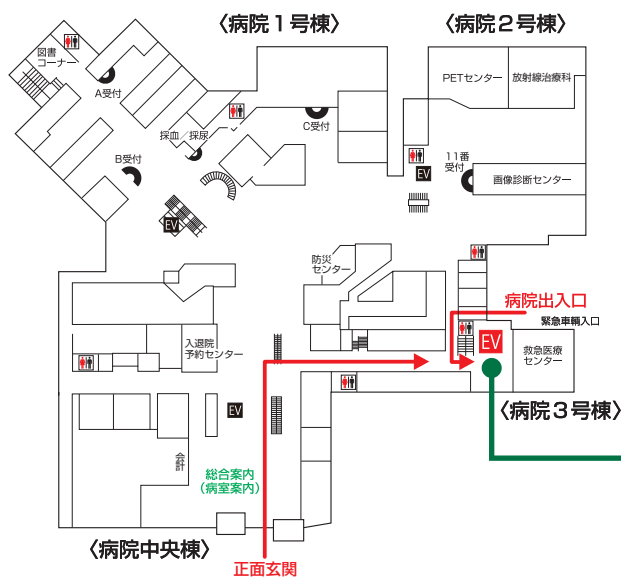 〈病院1号棟〉
〈病院2号棟〉
図書
コーナー
A受付
PETセンター
放射線治療科
採血/採尿
C受付
B受付
11番
受付
EV
画像診断センター
EV
防災
センター
病院出入口
緊急車輌入口
EV
入退院
予約センター
救急医療
センター
EV
〈病院3号棟〉
会計
総合案内
(病室案内)
〈病院中央棟〉
正面玄関